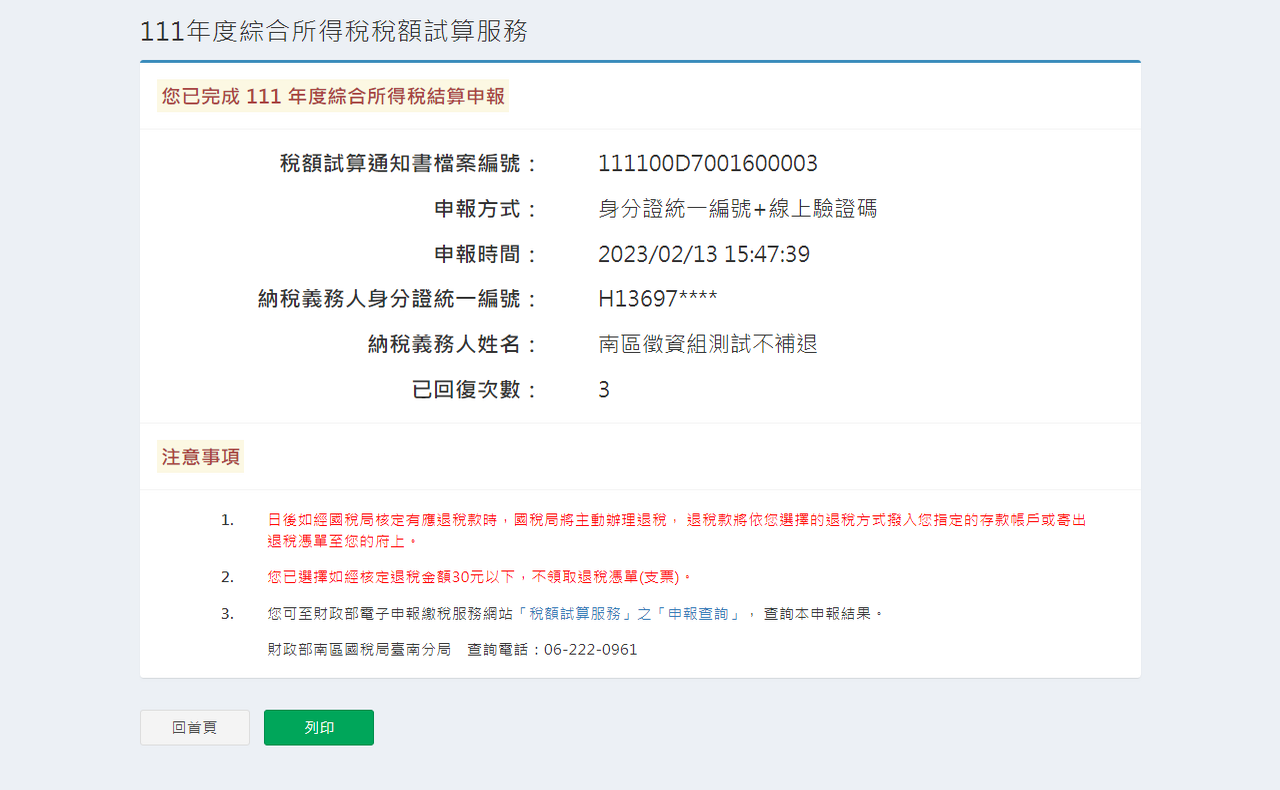 111年度綜合所得稅稅額試算服務
您已完成 111 年度綜合所得稅結算申報
稅額試算通知書檔案編號： 111100D7001600003
申報方式： 身分證統一編號+線上驗證碼
申報時間： 2023/02/13 15:47:39
納稅義務人身分證統一編號： H13697****
納稅義務人姓名： 南區徵資組測試不補退
已回復次數： 3
注意事項
1. 日後如經國稅局核定有應退稅款時，國稅局將主動辦理退稅， 退稅款將依您選擇的退稅方式撥入您指定的存款帳戶或寄出
退稅憑單至您的府上。
2. 您已選擇如經核定退稅金額30元以下，不領取退稅憑單(支票)。
3. 您可至財政部電子申報繳稅服務網站「稅額試算服務」之「申報查詢」， 查詢本申報結果。
財政部南區國稅局臺南分局　查詢電話：06-222-0961
回首頁 列印